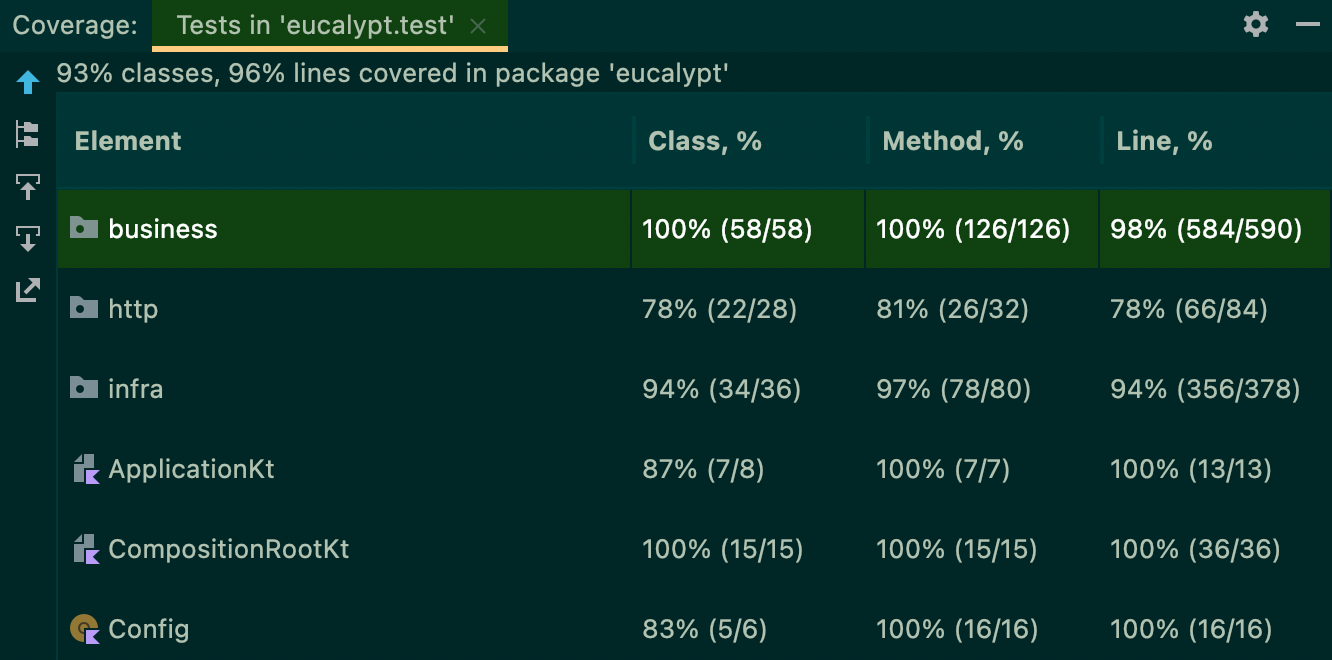 Coverage: Tests in 'eucalypt.test'
93% classes, 96% lines covered in package 'eucalypt'
Element Class, % Method, % Line, %
business 100% (58/58) 100% (126/126) 98% (584/590)
http 78% (22/28) 81% (26/32) 78% (66/84)
infra 94% (34/36) 97% (78/80) 94% (356/378)
ApplicationKt 87% (7/8) 100% (7/7) 100% (13/13)
CompositionRootKt 100% (15/15) 100% (15/15) 100% (36/36)
Config 83% (5/6) 100% (16/16) 100% (16/16)